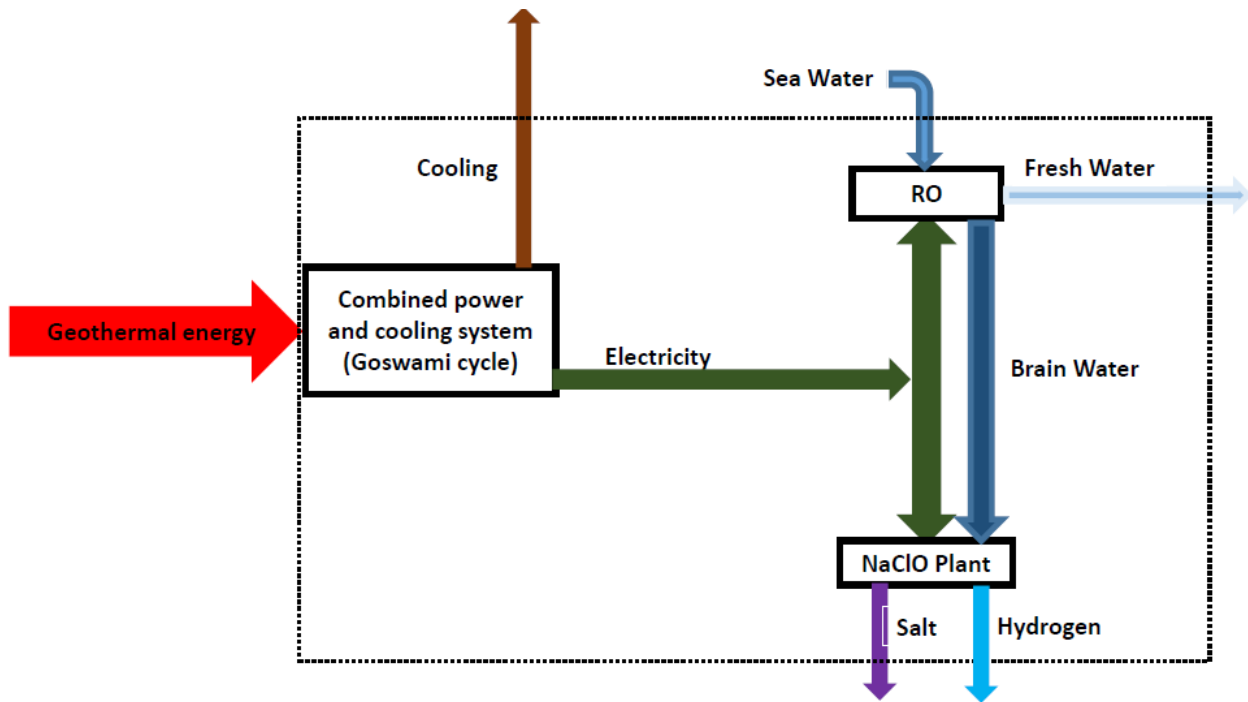 Sea Water
Cooling
Fresh Water
RO
Combined power
and cooling system
(Goswami cycle)
Geothermal energy
Electricity
Brain Water
NaClO Plant
Salt
Hydrogen